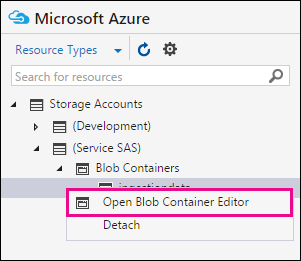 Microsoft Azure
Resource Types
Search for resources
Storage Accounts
(Development)
(Service SAS)
Blob Containers
Open Blob Container Editor
Detach